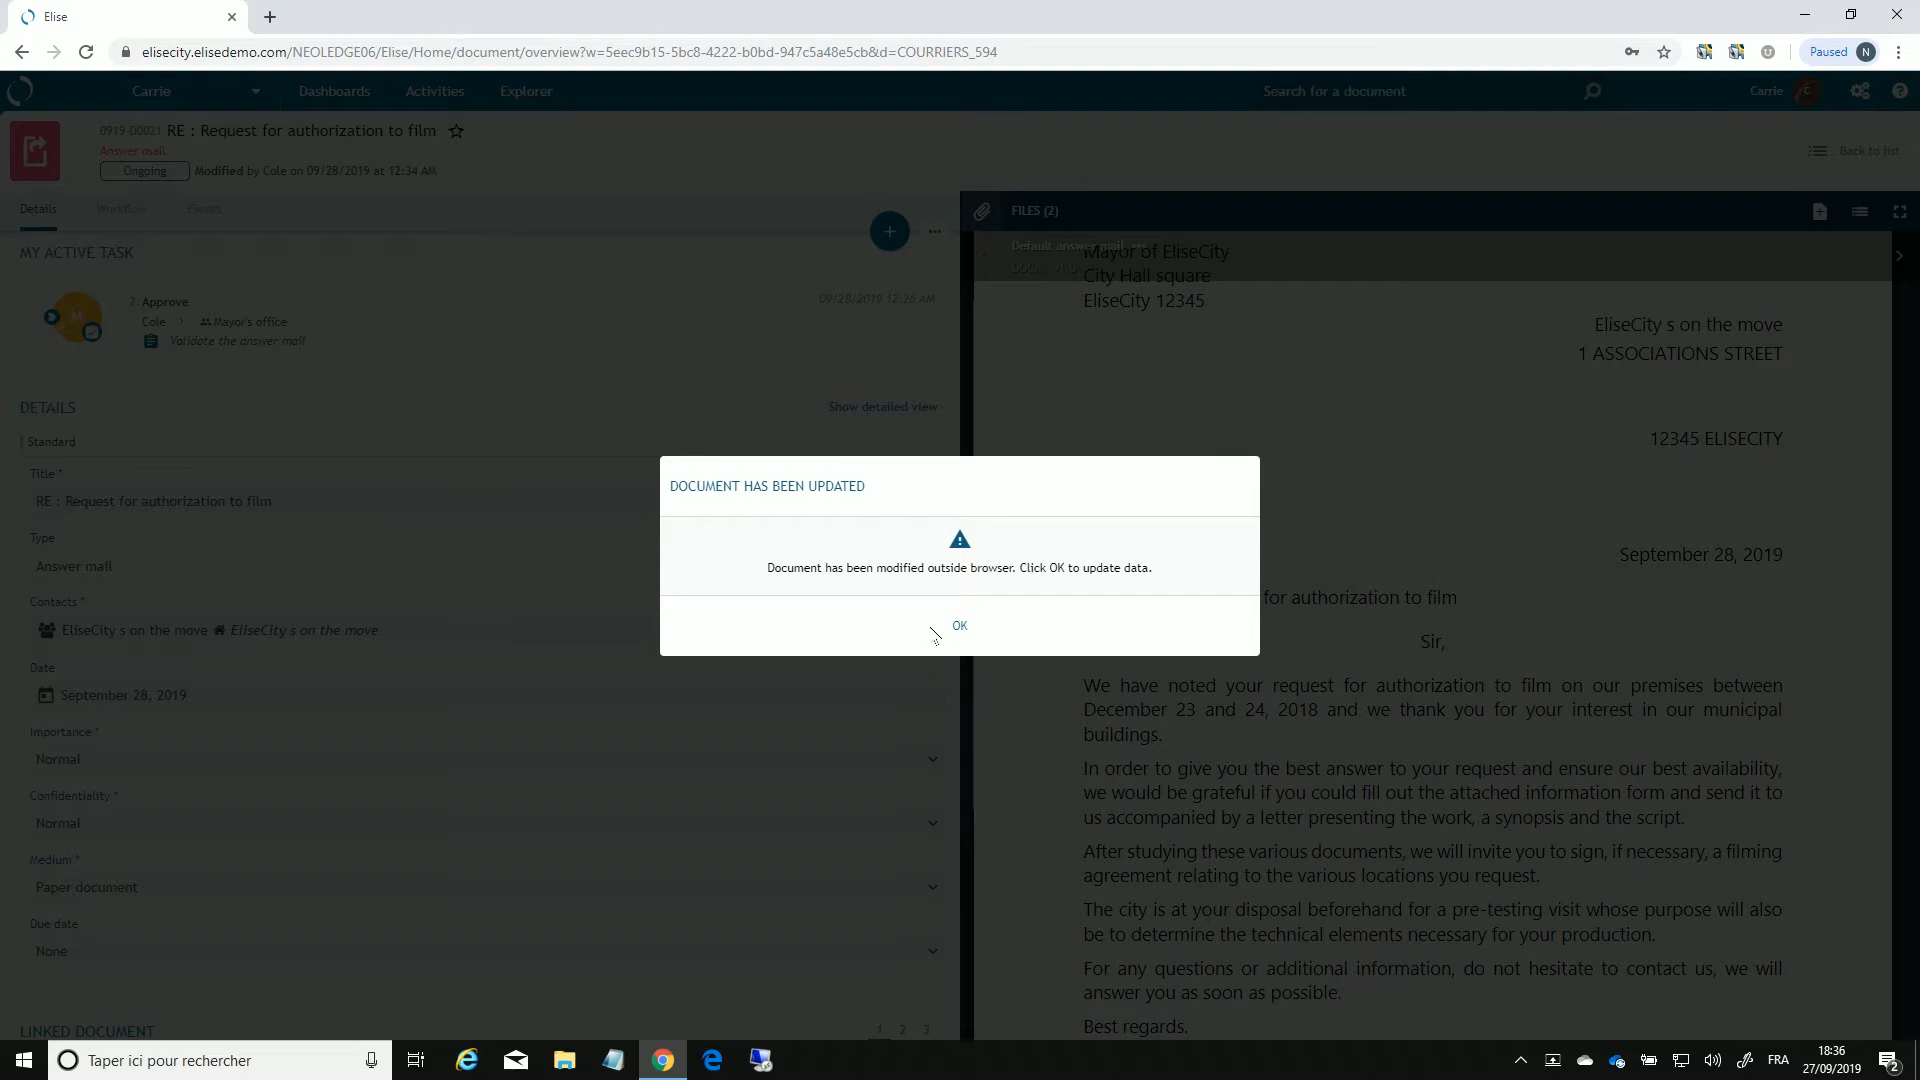 Elise
elisecity.elisedemo.com/NEOLEDGE06/Elise/Home/document/overview?w=5eec9b15-5bc8-4222-b0bd-947c5a48e5cb&d=COURRIERS_594
Paused N
Carrie Dashboards Activities Explorer Search for a document Carrie C
0919-D0021 RE : Request for authorization to film
Answer mail
Back to list
Ongoing Modified by Cole on 09/28/2019 at 12:34 AM
Details Workflow Events
FILES (2)
MY ACTIVE TASK
Default answer mail
Mayor of EliseCity
City Hall square
EliseCity 12345
2. Approve 09/28/2019 12:26 AM
M
Cole Mayor's office
Validate the answer mail
EliseCity s on the move
1 ASSOCIATIONS STREET
12345 ELISECITY
DETAILS Show detailed view
Standard
Title *
RE : Request for authorization to film
Type
Answer mail
Contacts *
EliseCity s on the move EliseCity s on the move
Date
September 28, 2019
Importance *
Normal
Confidentiality *
Normal
Medium *
Paper document
Due date
None
LINKED DOCUMENT 1 2 3
DOCUMENT HAS BEEN UPDATED
Document has been modified outside browser. Click OK to update data.
OK
September 28, 2019
for authorization to film
Sir,
We have noted your request for authorization to film on our premises between
December 23 and 24, 2018 and we thank you for your interest in our municipal
buildings.
In order to give you the best answer to your request and ensure our best availability,
we would be grateful if you could fill out the attached information form and send it to
us accompanied by a letter presenting the work, a synopsis and the script.
After studying these various documents, we will invite you to sign, if necessary, a filming
agreement relating to the various locations you request.
The city is at your disposal beforehand for a pre-testing visit whose purpose will also
be to determine the technical elements necessary for your production.
For any questions or additional information, do not hesitate to contact us, we will
answer you as soon as possible.
Best regards.
Taper ici pour rechercher
FRA
18:36
27/09/2019
2